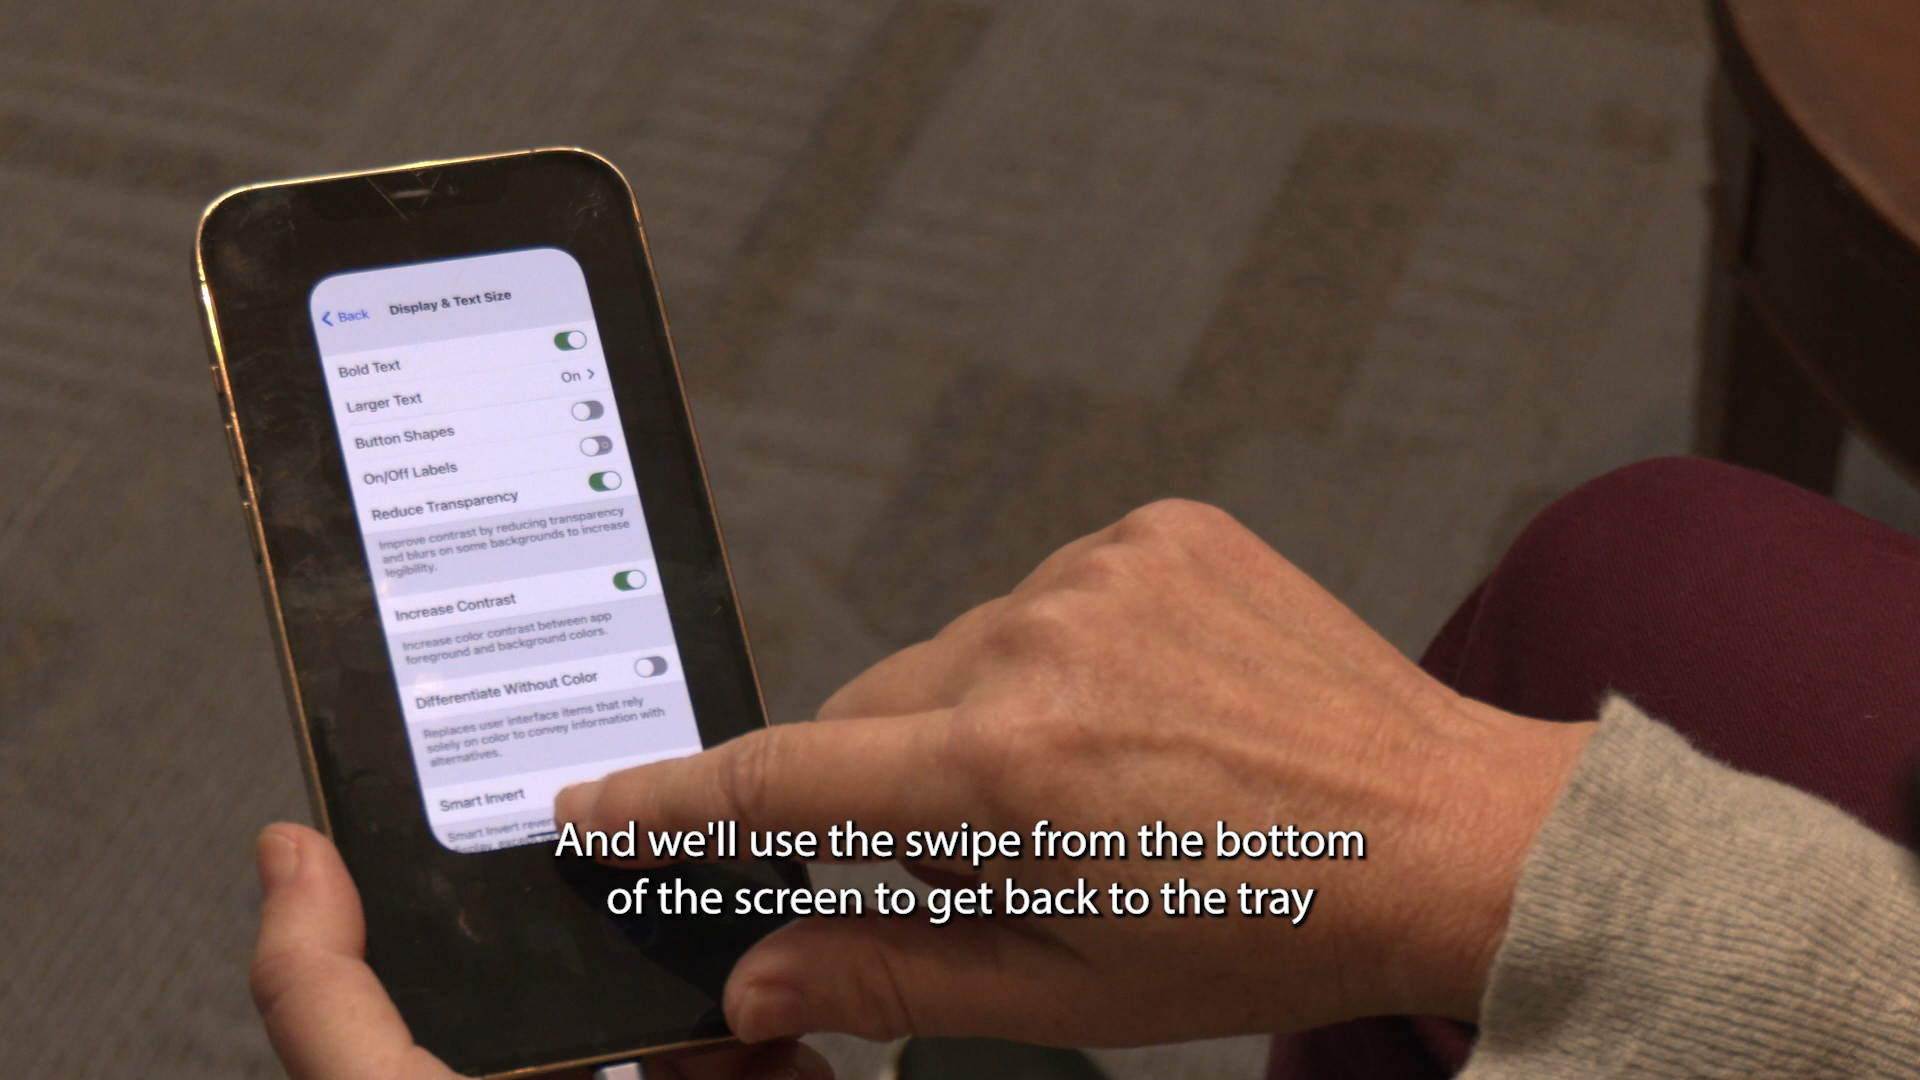 Back
Display & Text Size
Bold Text
Larger Text
On
Button Shapes
On/Off Labels
Reduce Transparency
Improve contrast by reducing transparency
and blurs on some backgrounds to increase
legibility.
Increase Contrast
Increase color contrast between app
foreground and background colors.
Differentiate Without Color
Replaces user interface items that rely
solely on color to convey information with
alternatives.
Smart Invert
Smart Invert
And we'll use the swipe from the bottom
of the screen to get back to the tray